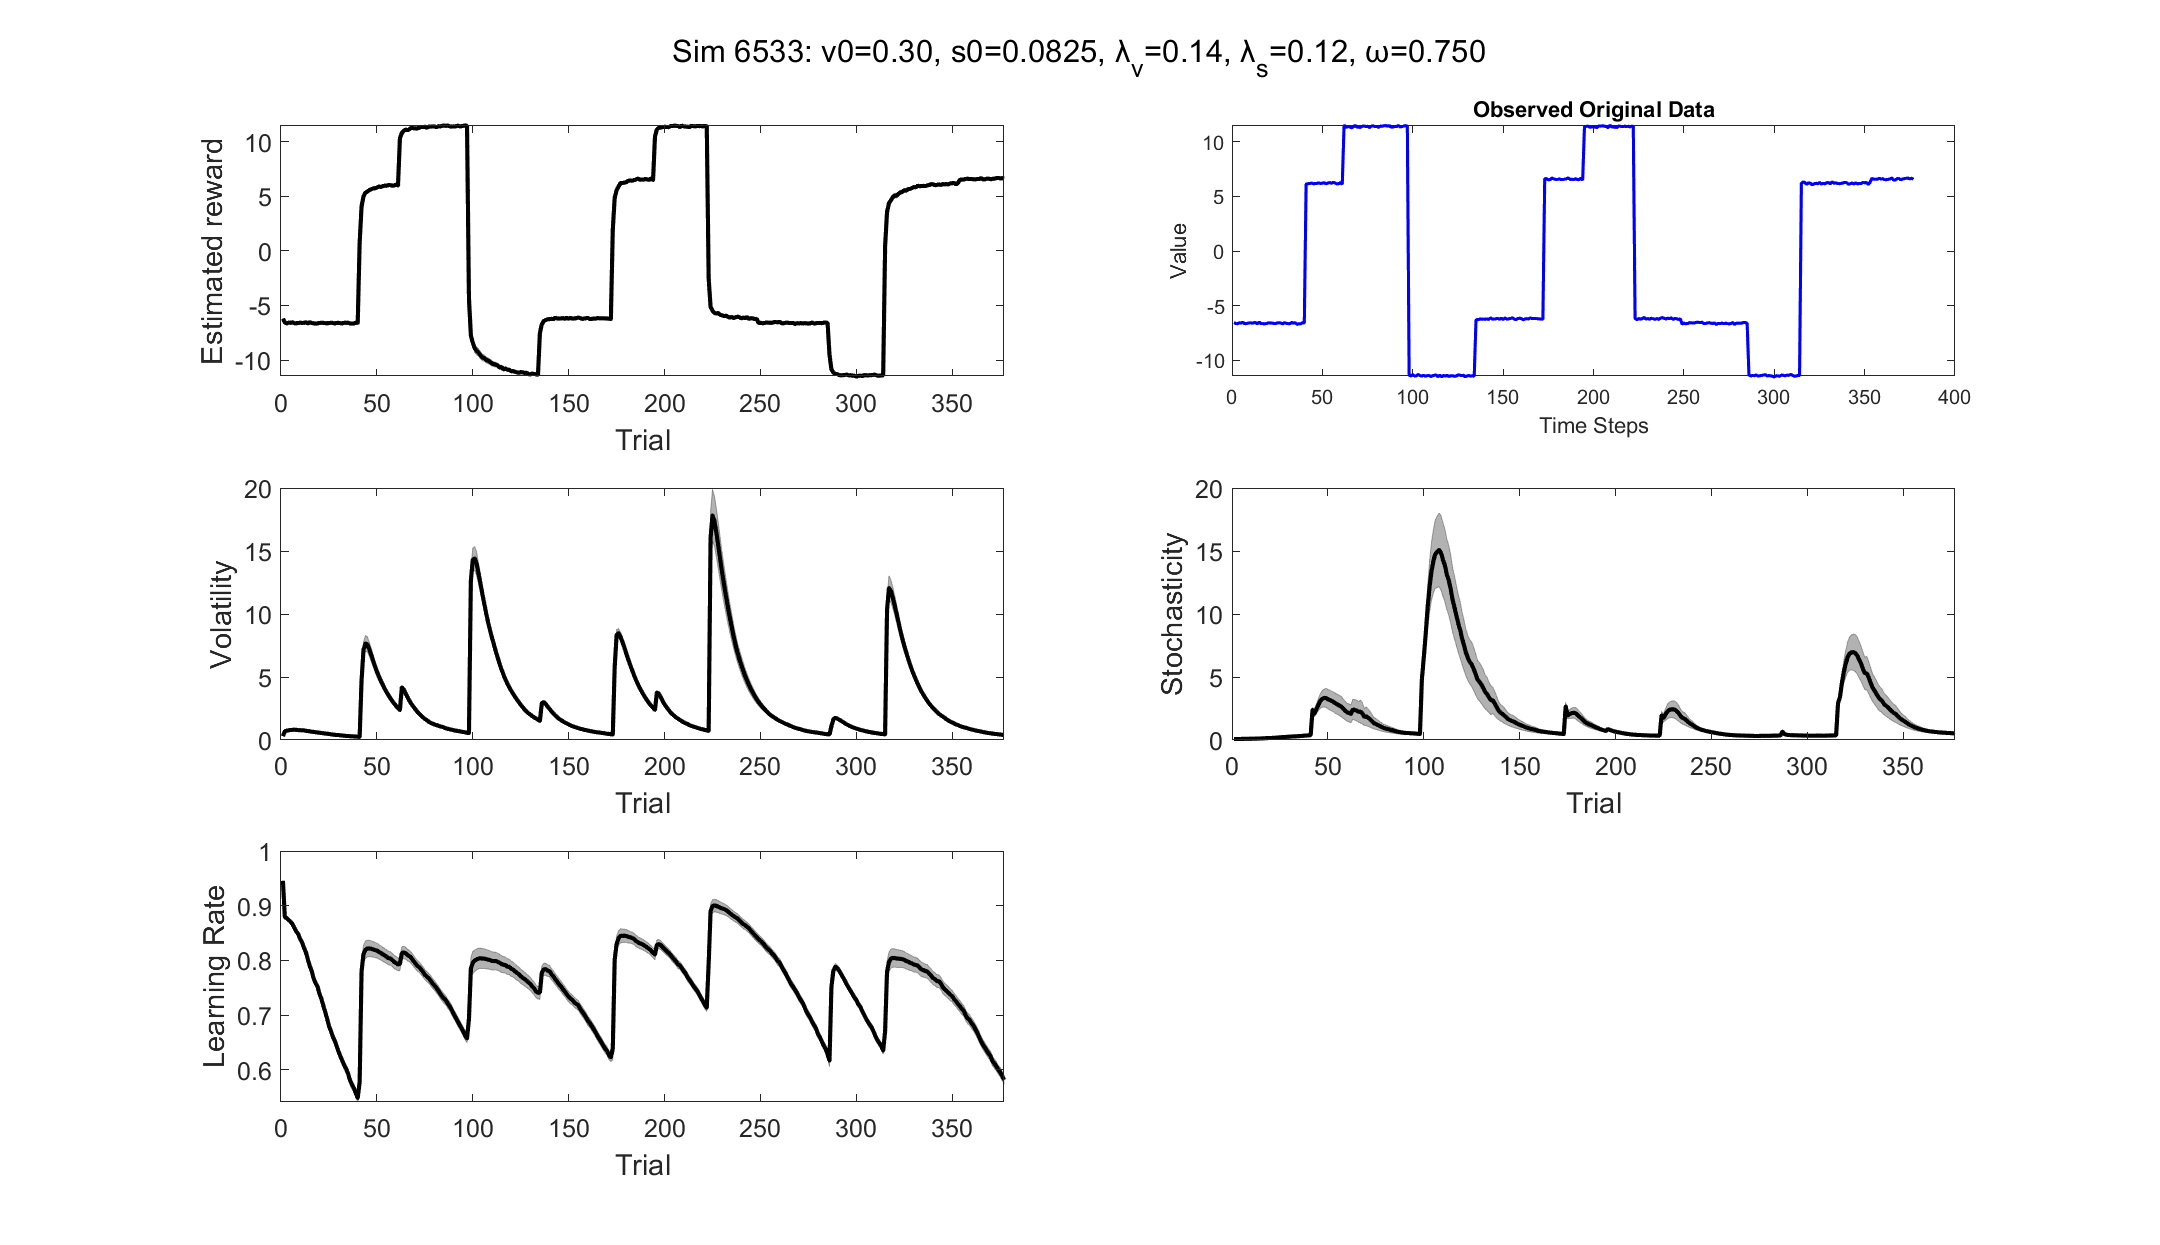 Sim 6533: v0=0.30, s0=0.0825, λv=0.14, λs=0.12, ω=0.750
10
5
0
-5
-10
Estimated reward
0 50 100 150 200 250 300 350
Trial
Observed Original Data
10
5
0
-5
-10
Value
0 50 100 150 200 250 300 350 400
Time Steps
20
15
10
5
0
Volatility
0 50 100 150 200 250 300 350
Trial
20
15
10
5
0
Stochasticity
0 50 100 150 200 250 300 350
Trial
1
0.9
0.8
0.7
0.6
Learning Rate
0 50 100 150 200 250 300 350
Trial